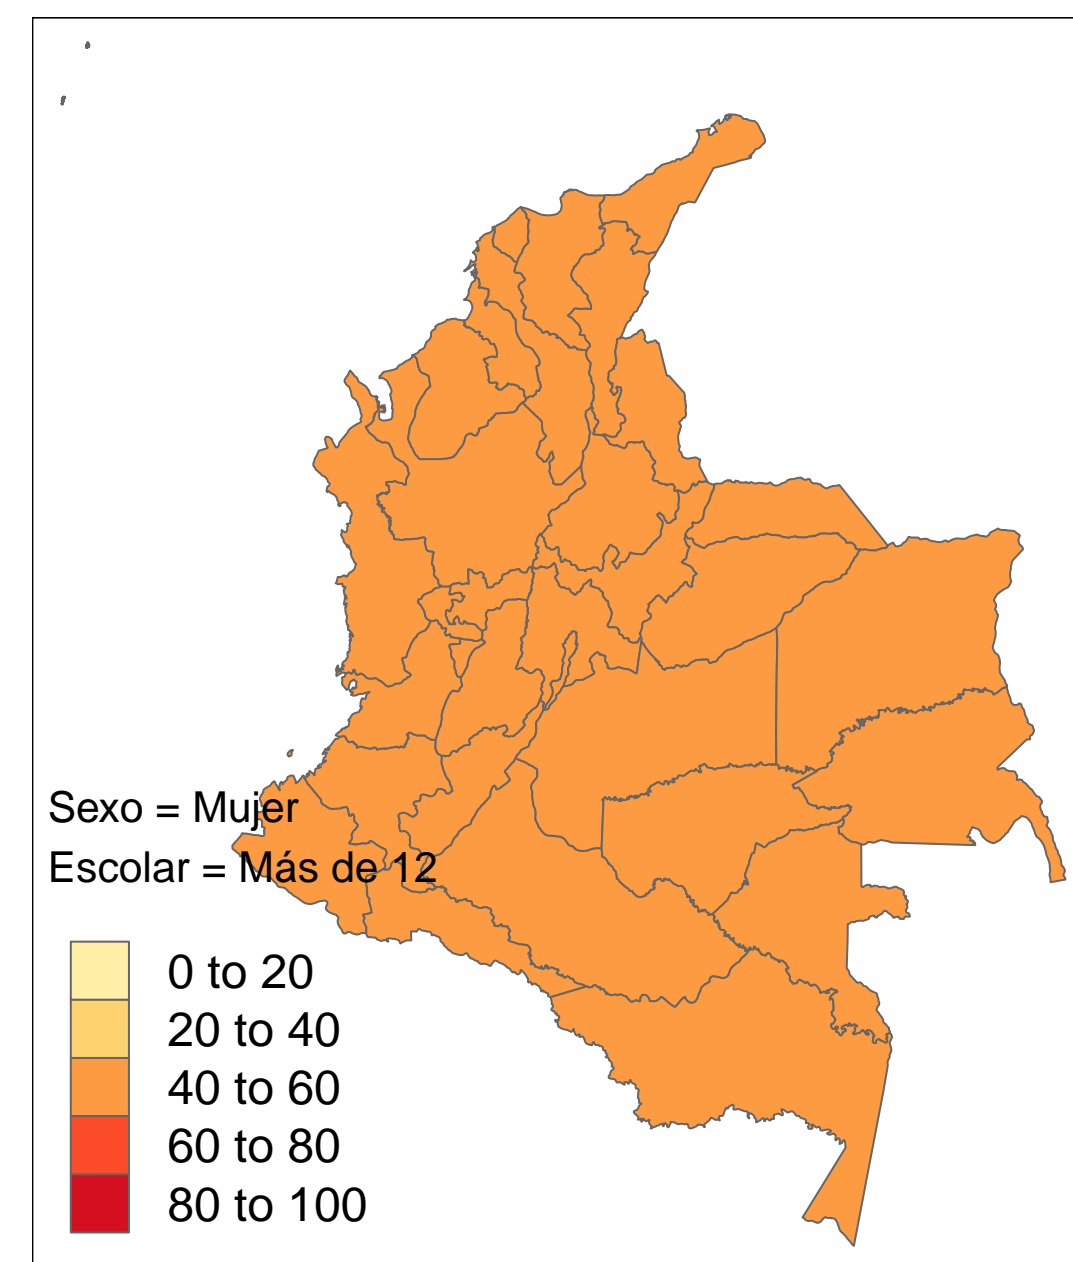 Sexo = Mujer
Escolar = Más de 12
0 to 20
20 to 40
40 to 60
60 to 80
80 to 100